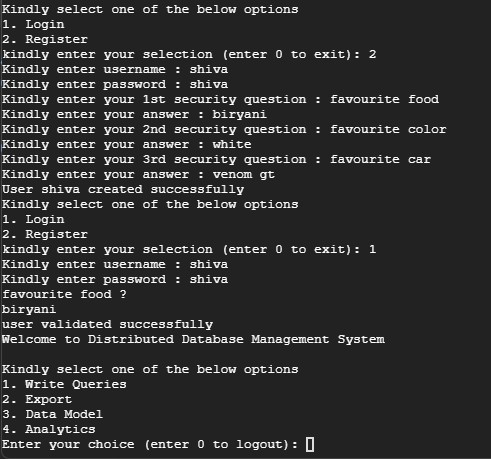 Kindly select one of the below options
1. Login
2. Register
kindly enter your selection (enter 0 to exit): 2
Kindly enter username : shiva
Kindly enter password : shiva
Kindly enter your 1st security question : favourite food
Kindly enter your answer : biryani
Kindly enter your 2nd security question : favourite color
Kindly enter your answer : white
Kindly enter your 3rd security question : favourite car
Kindly enter your answer : venom gt
User shiva created successfully
Kindly select one of the below options
1. Login
2. Register
kindly enter your selection (enter 0 to exit): 1
Kindly enter username : shiva
Kindly enter password : shiva
favourite food ?
biryani
user validated successfully
Welcome to Distributed Database Management System
Kindly select one of the below options
1. Write Queries
2. Export
3. Data Model
4. Analytics
Enter your choice (enter 0 to logout):